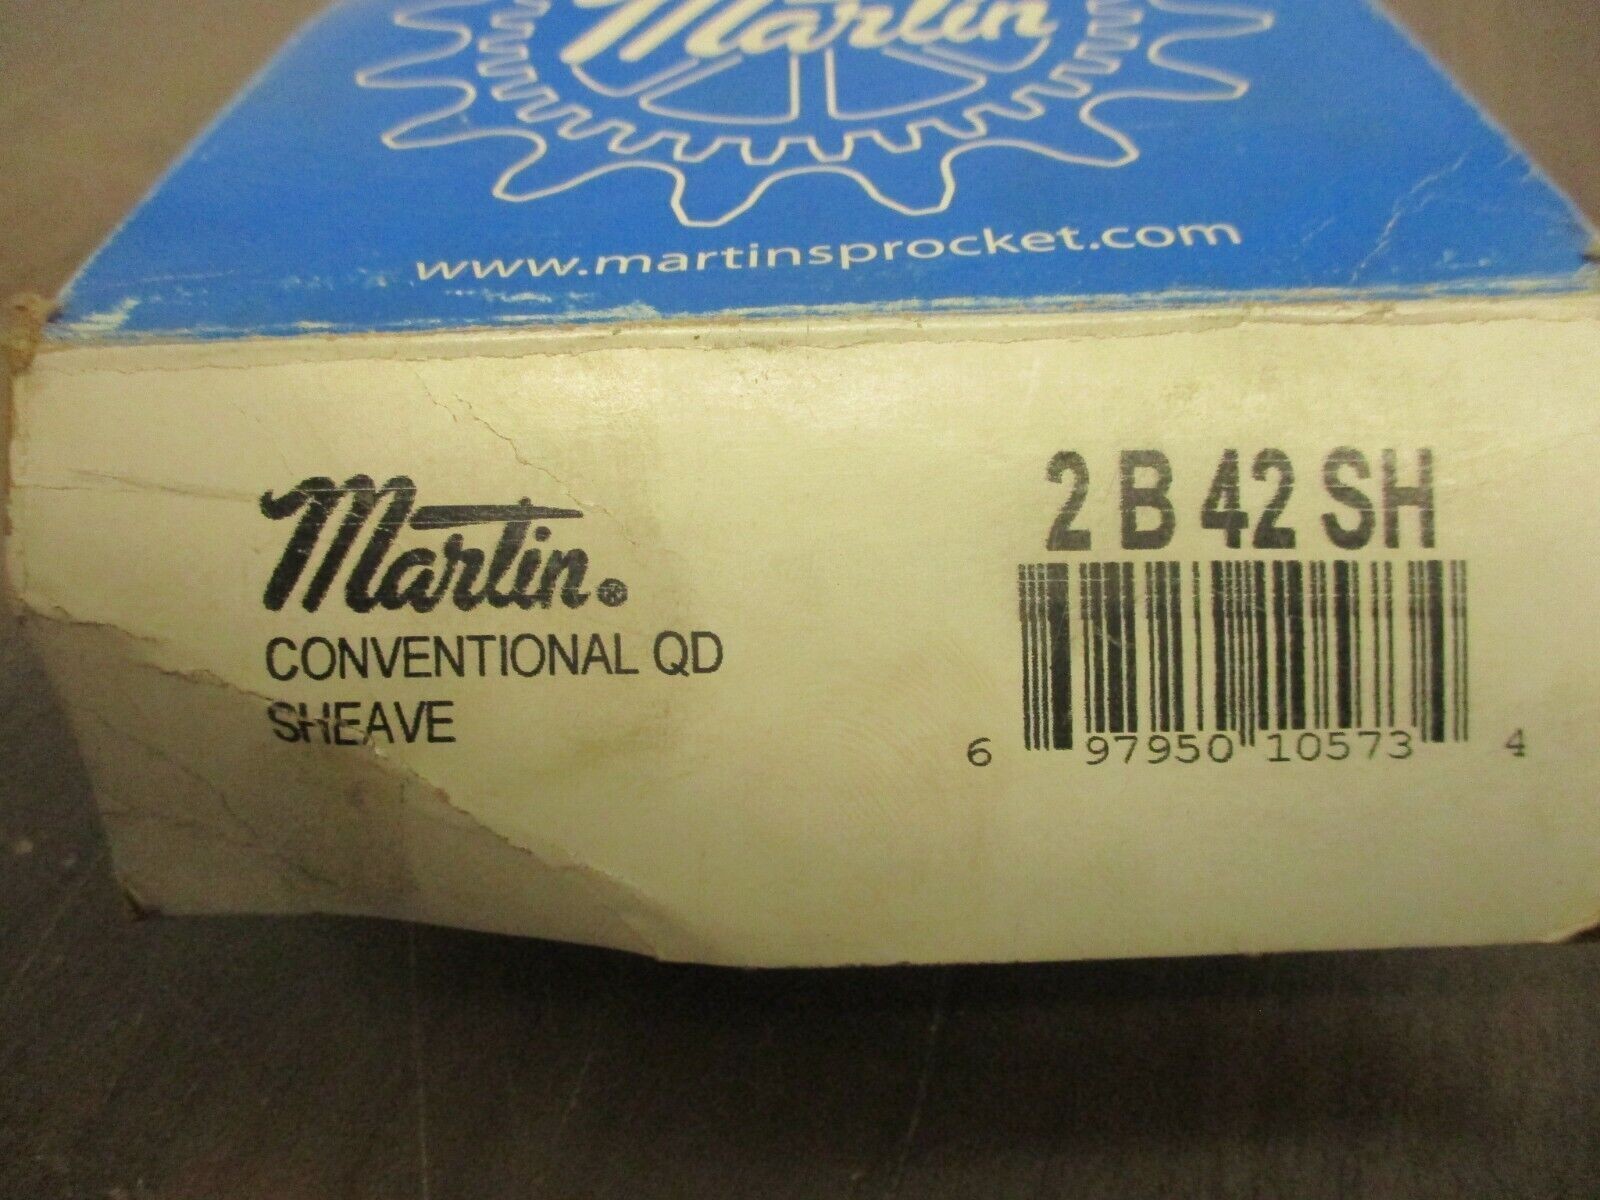 Martin
www.martinsprocket.com
Martin®
CONVENTIONAL QD
SHEAVE
2 B 42 SH
6 97950 10573 4